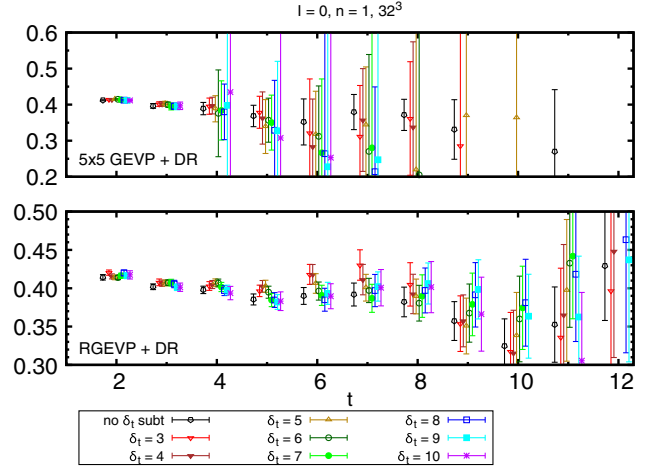 I = 0, n = 1, 32³
0.6
0.5
0.4
0.3
0.2
5x5 GEVP + DR
0.50
0.45
0.40
0.35
0.30
RGEVP + DR
2 4 6 8 10 12
t
no δt subt δt = 5 δt = 8
δt = 3 δt = 6 δt = 9
δt = 4 δt = 7 δt = 10